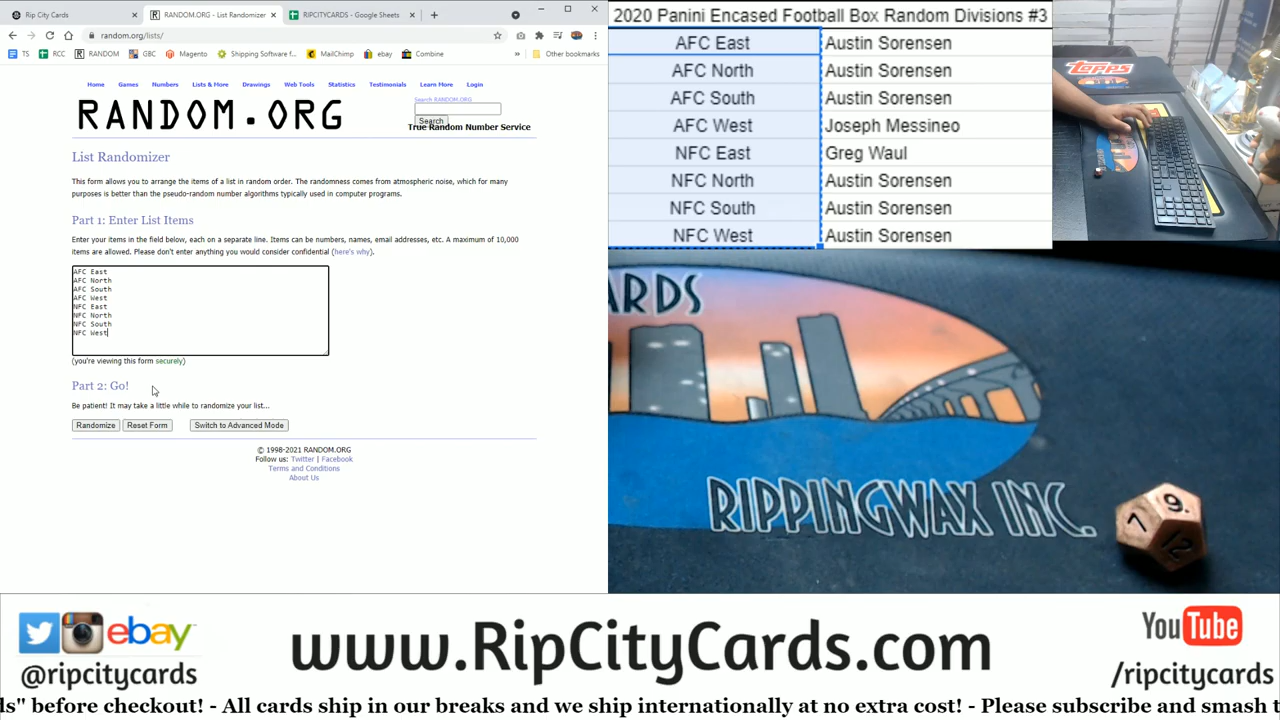 Rip City Cards
RANDOM.ORG - List Randomizer
RIPCITYCARDS - Google Sheets
random.org/lists/
TS
RCC
RANDOM
GBC
Magento
Shipping Software f...
MailChimp
ebay
Combine
»
Other bookmarks
Home
Games
Numbers
Lists & More
Drawings
Web Tools
Statistics
Testimonials
Learn More
Login
RANDOM.ORG
Search RANDOM.ORG
Search
True Random Number Service
List Randomizer
This form allows you to arrange the items of a list in random order. The randomness comes from atmospheric noise, which for many
purposes is better than the pseudo-random number algorithms typically used in computer programs.
Part 1: Enter List Items
Enter your items in the field below, each on a separate line. Items can be numbers, names, email addresses, etc. A maximum of 10,000
items are allowed. Please don't enter anything you would consider confidential (here's why).
AFC East
AFC North
AFC South
AFC West
NFC East
NFC North
NFC South
NFC West
(you're viewing this form securely)
Part 2: Go!
Be patient! It may take a little while to randomize your list...
Randomize
Reset Form
Switch to Advanced Mode
© 1998-2021 RANDOM.ORG
Follow us: Twitter | Facebook
Terms and Conditions
About Us
2020 Panini Encased Football Box Random Divisions #3
AFC East Austin Sorensen
AFC North Austin Sorensen
AFC South Austin Sorensen
AFC West Joseph Messineo
NFC East Greg Waul
NFC North Austin Sorensen
NFC South Austin Sorensen
NFC West Austin Sorensen
TOPPS
ARDS
RIPPINGWAX INC.
7
9.
12
ebay
@ripcitycards
www.RipCityCards.com
YouTube
/ripcitycards
ds" before checkout! - All cards ship in our breaks and we ship internationally at no extra cost! - Please subscribe and smash t